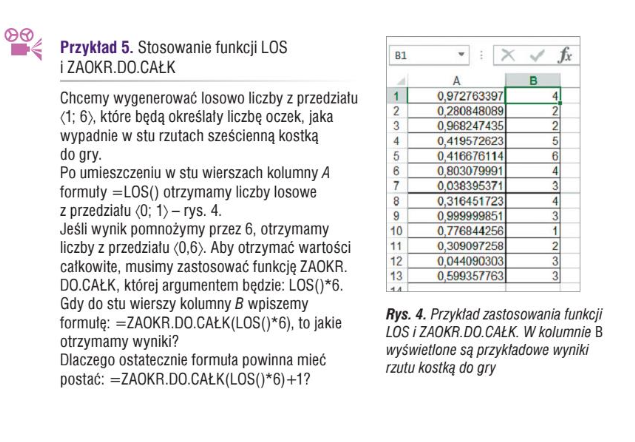 Przykład 5. Stosowanie funkcji LOS
i ZAOKR.DO.CAŁK
Chcemy wygenerować losowo liczby z przedziału
⟨1; 6⟩, które będą określały liczbę oczek, jaka
wypadnie w stu rzutach sześcienną kostką
do gry.
Po umieszczeniu w stu wierszach kolumny A
formuły =LOS() otrzymamy liczby losowe
z przedziału ⟨0; 1) – rys. 4.
Jeśli wynik pomnożymy przez 6, otrzymamy
liczby z przedziału ⟨0,6). Aby otrzymać wartości
całkowite, musimy zastosować funkcję ZAOKR.
DO.CAŁK, której argumentem będzie: LOS()*6.
Gdy do stu wierszy kolumny B wpiszemy
formułę: =ZAOKR.DO.CAŁK(LOS()*6), to jakie
otrzymamy wyniki?
Dlaczego ostatecznie formuła powinna mieć
postać: =ZAOKR.DO.CAŁK(LOS()*6)+1?
B1 fx
A B
1 0,972763397 4
2 0,280848089 2
3 0,968247435 2
4 0,419572623 5
5 0,416676114 6
6 0,803079991 4
7 0,038395371 3
8 0,316451723 4
9 0,999999851 3
10 0,776844256 1
11 0,309097258 2
12 0,044090303 3
13 0,599357763 3
14
Rys. 4. Przykład zastosowania funkcji
LOS i ZAOKR.DO.CAŁK. W kolumnie B
wyświetlone są przykładowe wyniki
rzutu kostką do gry